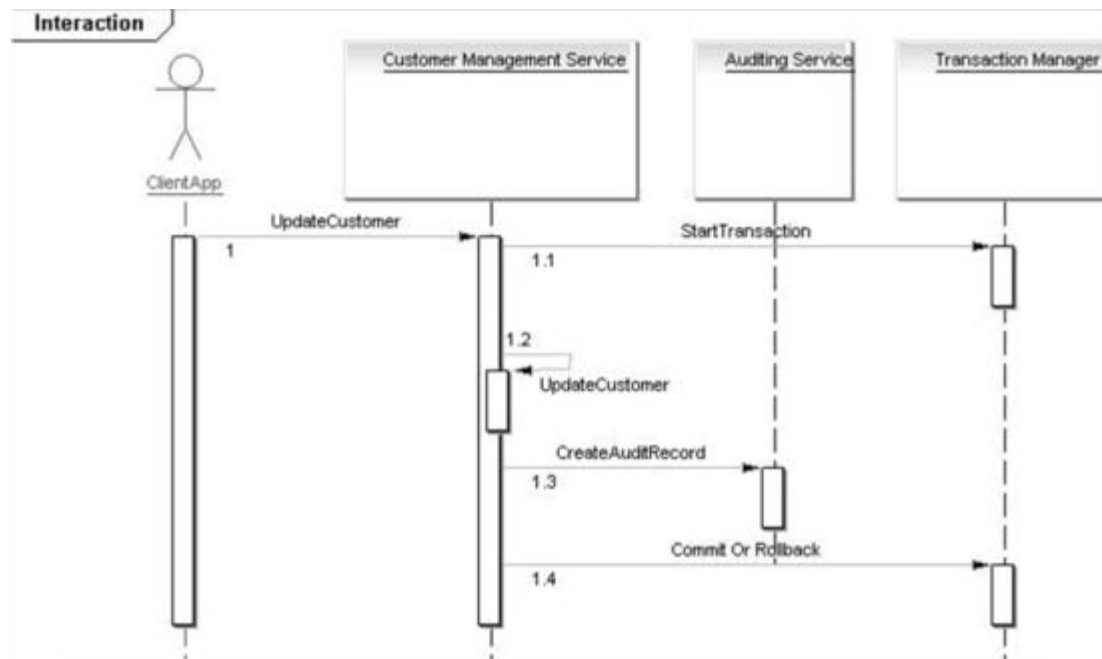 Interaction
Customer Management Service
Auditing Service
Transaction Manager
ClientApp
UpdateCustomer
1
StartTransaction
1.1
1.2
UpdateCustomer
CreateAuditRecord
1.3
Commit Or Rollback
1.4